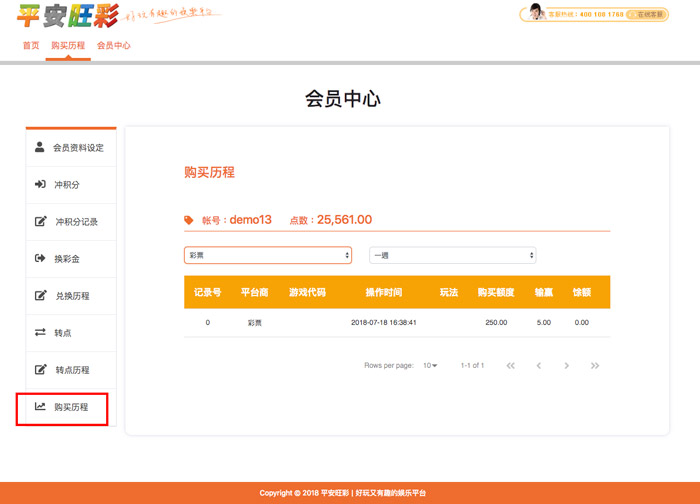 平安旺彩 好玩有趣的娱乐平台
客服热线：400 108 1768 在线客服
首页 购买历程 会员中心
会员中心
会员资料设定
冲积分
冲积分记录
换彩金
兑换历程
转点
转点历程
购买历程
购买历程
帐号：demo13 点数：25,561.00
彩票 一週
记录号 平台商 游戏代码 操作时间 玩法 购买额度 输赢 馀额
0 彩票 2018-07-18 16:38:41 250.00 5.00 0.00
Rows per page: 10 1-1 of 1
Copyright © 2018 平安旺彩 | 好玩又有趣的娱乐平台